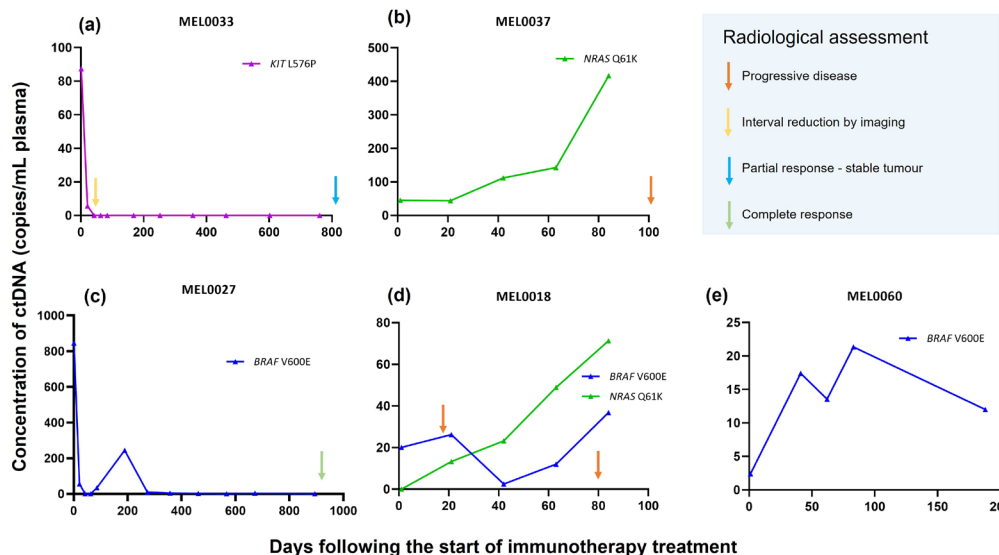 (a)
MEL0033
100
80
60
40
20
0
0
200
400
600
800
KIT L576P
(b)
MEL0037
500
400
300
200
100
0
0
20
40
60
80
100
NRAS Q61K
Radiological assessment
Progressive disease
Interval reduction by imaging
Partial response - stable tumour
Complete response
Concentration of ctDNA (copies/mL plasma)
(c)
MEL0027
1000
800
600
400
200
0
0
200
400
600
800
1000
BRAF V600E
(d)
MEL0018
80
60
40
20
0
0
20
40
60
80
100
BRAF V600E
NRAS Q61K
(e)
MEL0060
25
20
15
10
5
0
0
50
100
150
BRAF V600E
Days following the start of immunotherapy treatment